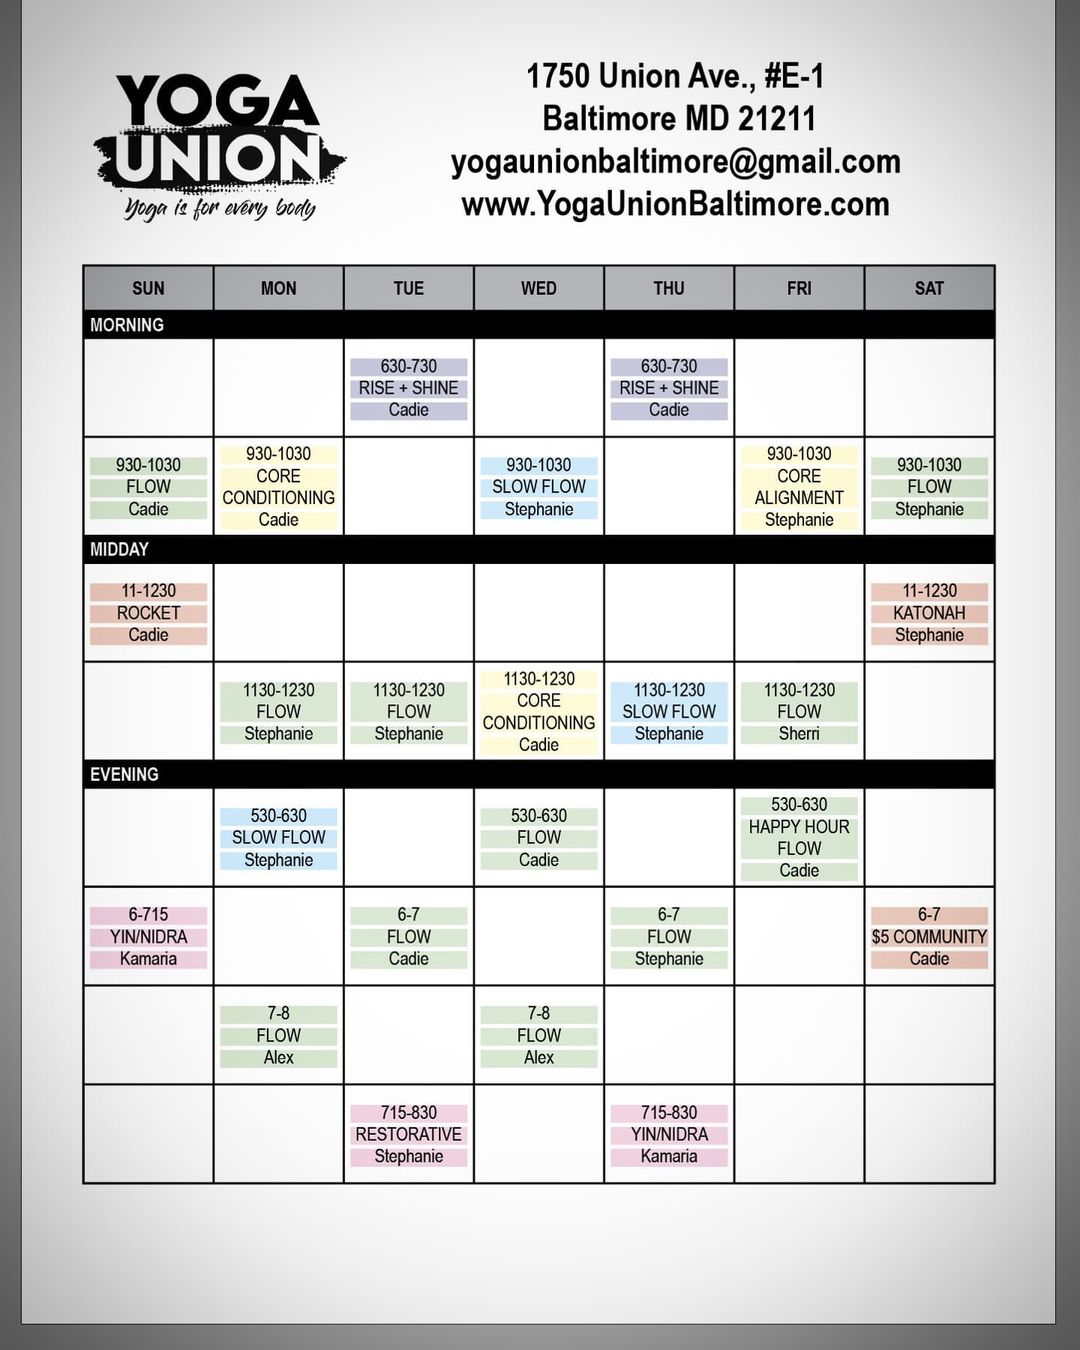 YOGA
UNION
Yoga is for every body
1750 Union Ave., #E-1
Baltimore MD 21211
yogaunionbaltimore@gmail.com
www.YogaUnionBaltimore.com
SUN MON TUE WED THU FRI SAT
MORNING
630-730
RISE + SHINE
Cadie
630-730
RISE + SHINE
Cadie
930-1030
FLOW
Cadie
930-1030
CORE
CONDITIONING
Cadie
930-1030
SLOW FLOW
Stephanie
930-1030
CORE
ALIGNMENT
Stephanie
930-1030
FLOW
Stephanie
MIDDAY
11-1230
ROCKET
Cadie
11-1230
KATONAH
Stephanie
1130-1230
FLOW
Stephanie
1130-1230
FLOW
Stephanie
1130-1230
CORE
CONDITIONING
Cadie
1130-1230
SLOW FLOW
Stephanie
1130-1230
FLOW
Sherri
EVENING
530-630
SLOW FLOW
Stephanie
530-630
FLOW
Cadie
530-630
HAPPY HOUR
FLOW
Cadie
6-715
YIN/NIDRA
Kamaria
6-7
FLOW
Cadie
6-7
FLOW
Stephanie
6-7
$5 COMMUNITY
Cadie
7-8
FLOW
Alex
7-8
FLOW
Alex
715-830
RESTORATIVE
Stephanie
715-830
YIN/NIDRA
Kamaria